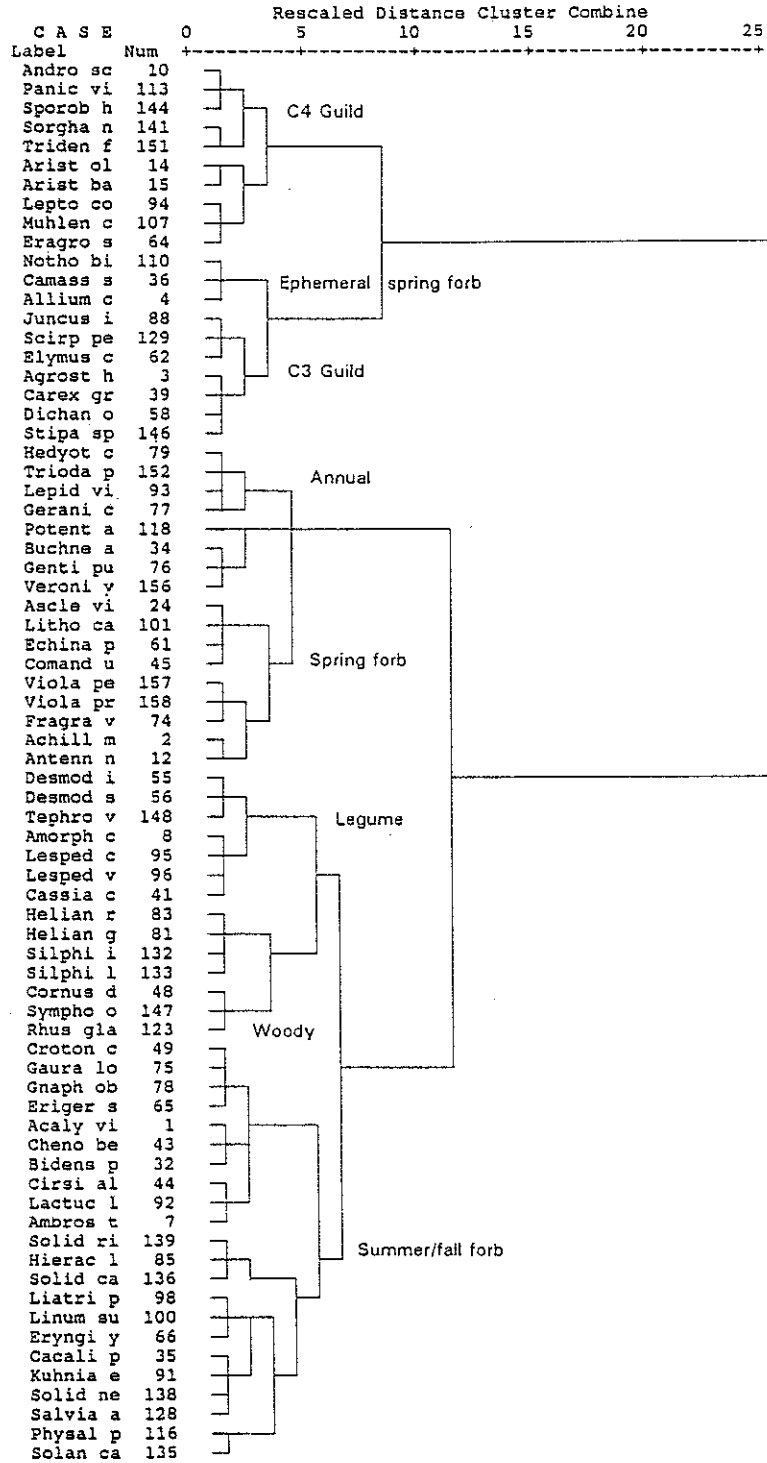 Rescaled Distance Cluster Combine
C A S E 0 5 10 15 20 25
Label Num +---------+---------+---------+---------+---------+
Andro sc 10
Panic vi 113
Sporob h 144
C4 Guild
Sorgha n 141
Triden f 151
Arist ol 14
Arist ba 15
Lepto co 94
Muhlen c 107
Eragro s 64
Notho bi 110
Camass s 36 Ephemeral spring forb
Allium c 4
Juncus i 88
Scirp pe 129
Elymus c 62
Agrost h 3 C3 Guild
Carex gr 39
Dichan o 58
Stipa sp 146
Hedyot c 79
Trioda p 152 Annual
Lepid vi 93
Gerani c 77
Potent a 118
Buchne a 34
Genti pu 76
Veroni v 156
Ascle vi 24
Litho ca 101
Echina p 61
Comand u 45 Spring forb
Viola pe 157
Viola pr 158
Fragra v 74
Achill m 2
Antenn n 12
Desmod i 55
Desmod s 56
Tephro v 148 Legume
Amorph c 8
Lesped c 95
Lesped v 96
Cassia c 41
Helian r 83
Helian g 81
Silphi i 132
Silphi l 133
Cornus d 48
Sympho o 147
Rhus gla 123 Woody
Croton c 49
Gaura lo 75
Gnaph ob 78
Eriger s 65
Acaly vi 1
Cheno be 43
Bidens p 32
Cirsi al 44
Lactuc l 92
Ambros t 7
Solid ri 139 Summer/fall forb
Hierac l 85
Solid ca 136
Liatri p 98
Linum su 100
Eryngi y 66
Cacali p 35
Kuhnia e 91
Solid ne 138
Salvia a 128
Physal p 116
Solan ca 135